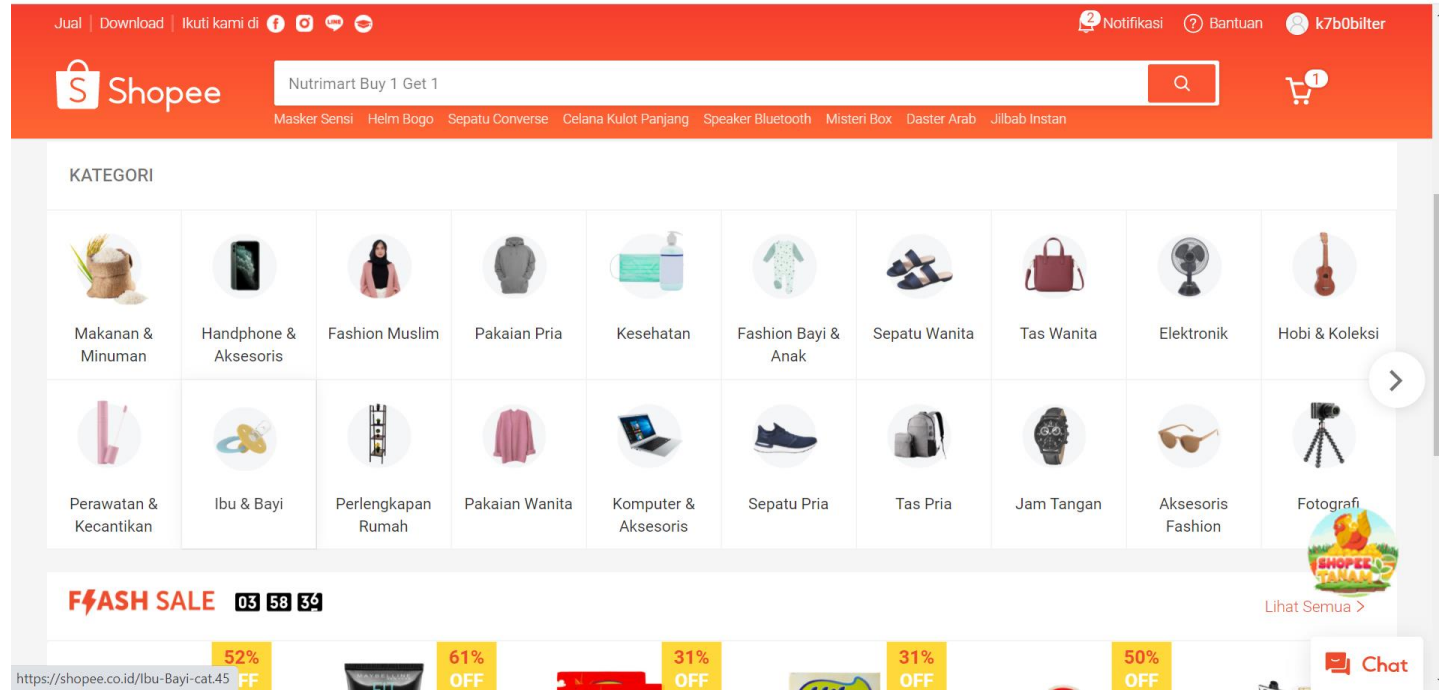 Jual | Download | Ikuti kami di
2 Notifikasi Bantuan k7b0bilter
Shopee
Nutrimart Buy 1 Get 1
1
Masker Sensi Helm Bogo Sepatu Converse Celana Kulot Panjang Speaker Bluetooth Misteri Box Daster Arab Jilbab Instan
KATEGORI
Makanan & Minuman
Handphone & Aksesoris
Fashion Muslim
Pakaian Pria
Kesehatan
Fashion Bayi & Anak
Sepatu Wanita
Tas Wanita
Elektronik
Hobi & Koleksi
Perawatan & Kecantikan
Ibu & Bayi
Perlengkapan Rumah
Pakaian Wanita
Komputer & Aksesoris
Sepatu Pria
Tas Pria
Jam Tangan
Aksesoris Fashion
Fotografi
SHOPEE
TANAM
FLASH SALE 03 58
Lihat Semua >
52%
61% OFF
31% OFF
31% OFF
50% OFF
MAYBELLINE
Chat
https://shopee.co.id/Ibu-Bayi-cat.45